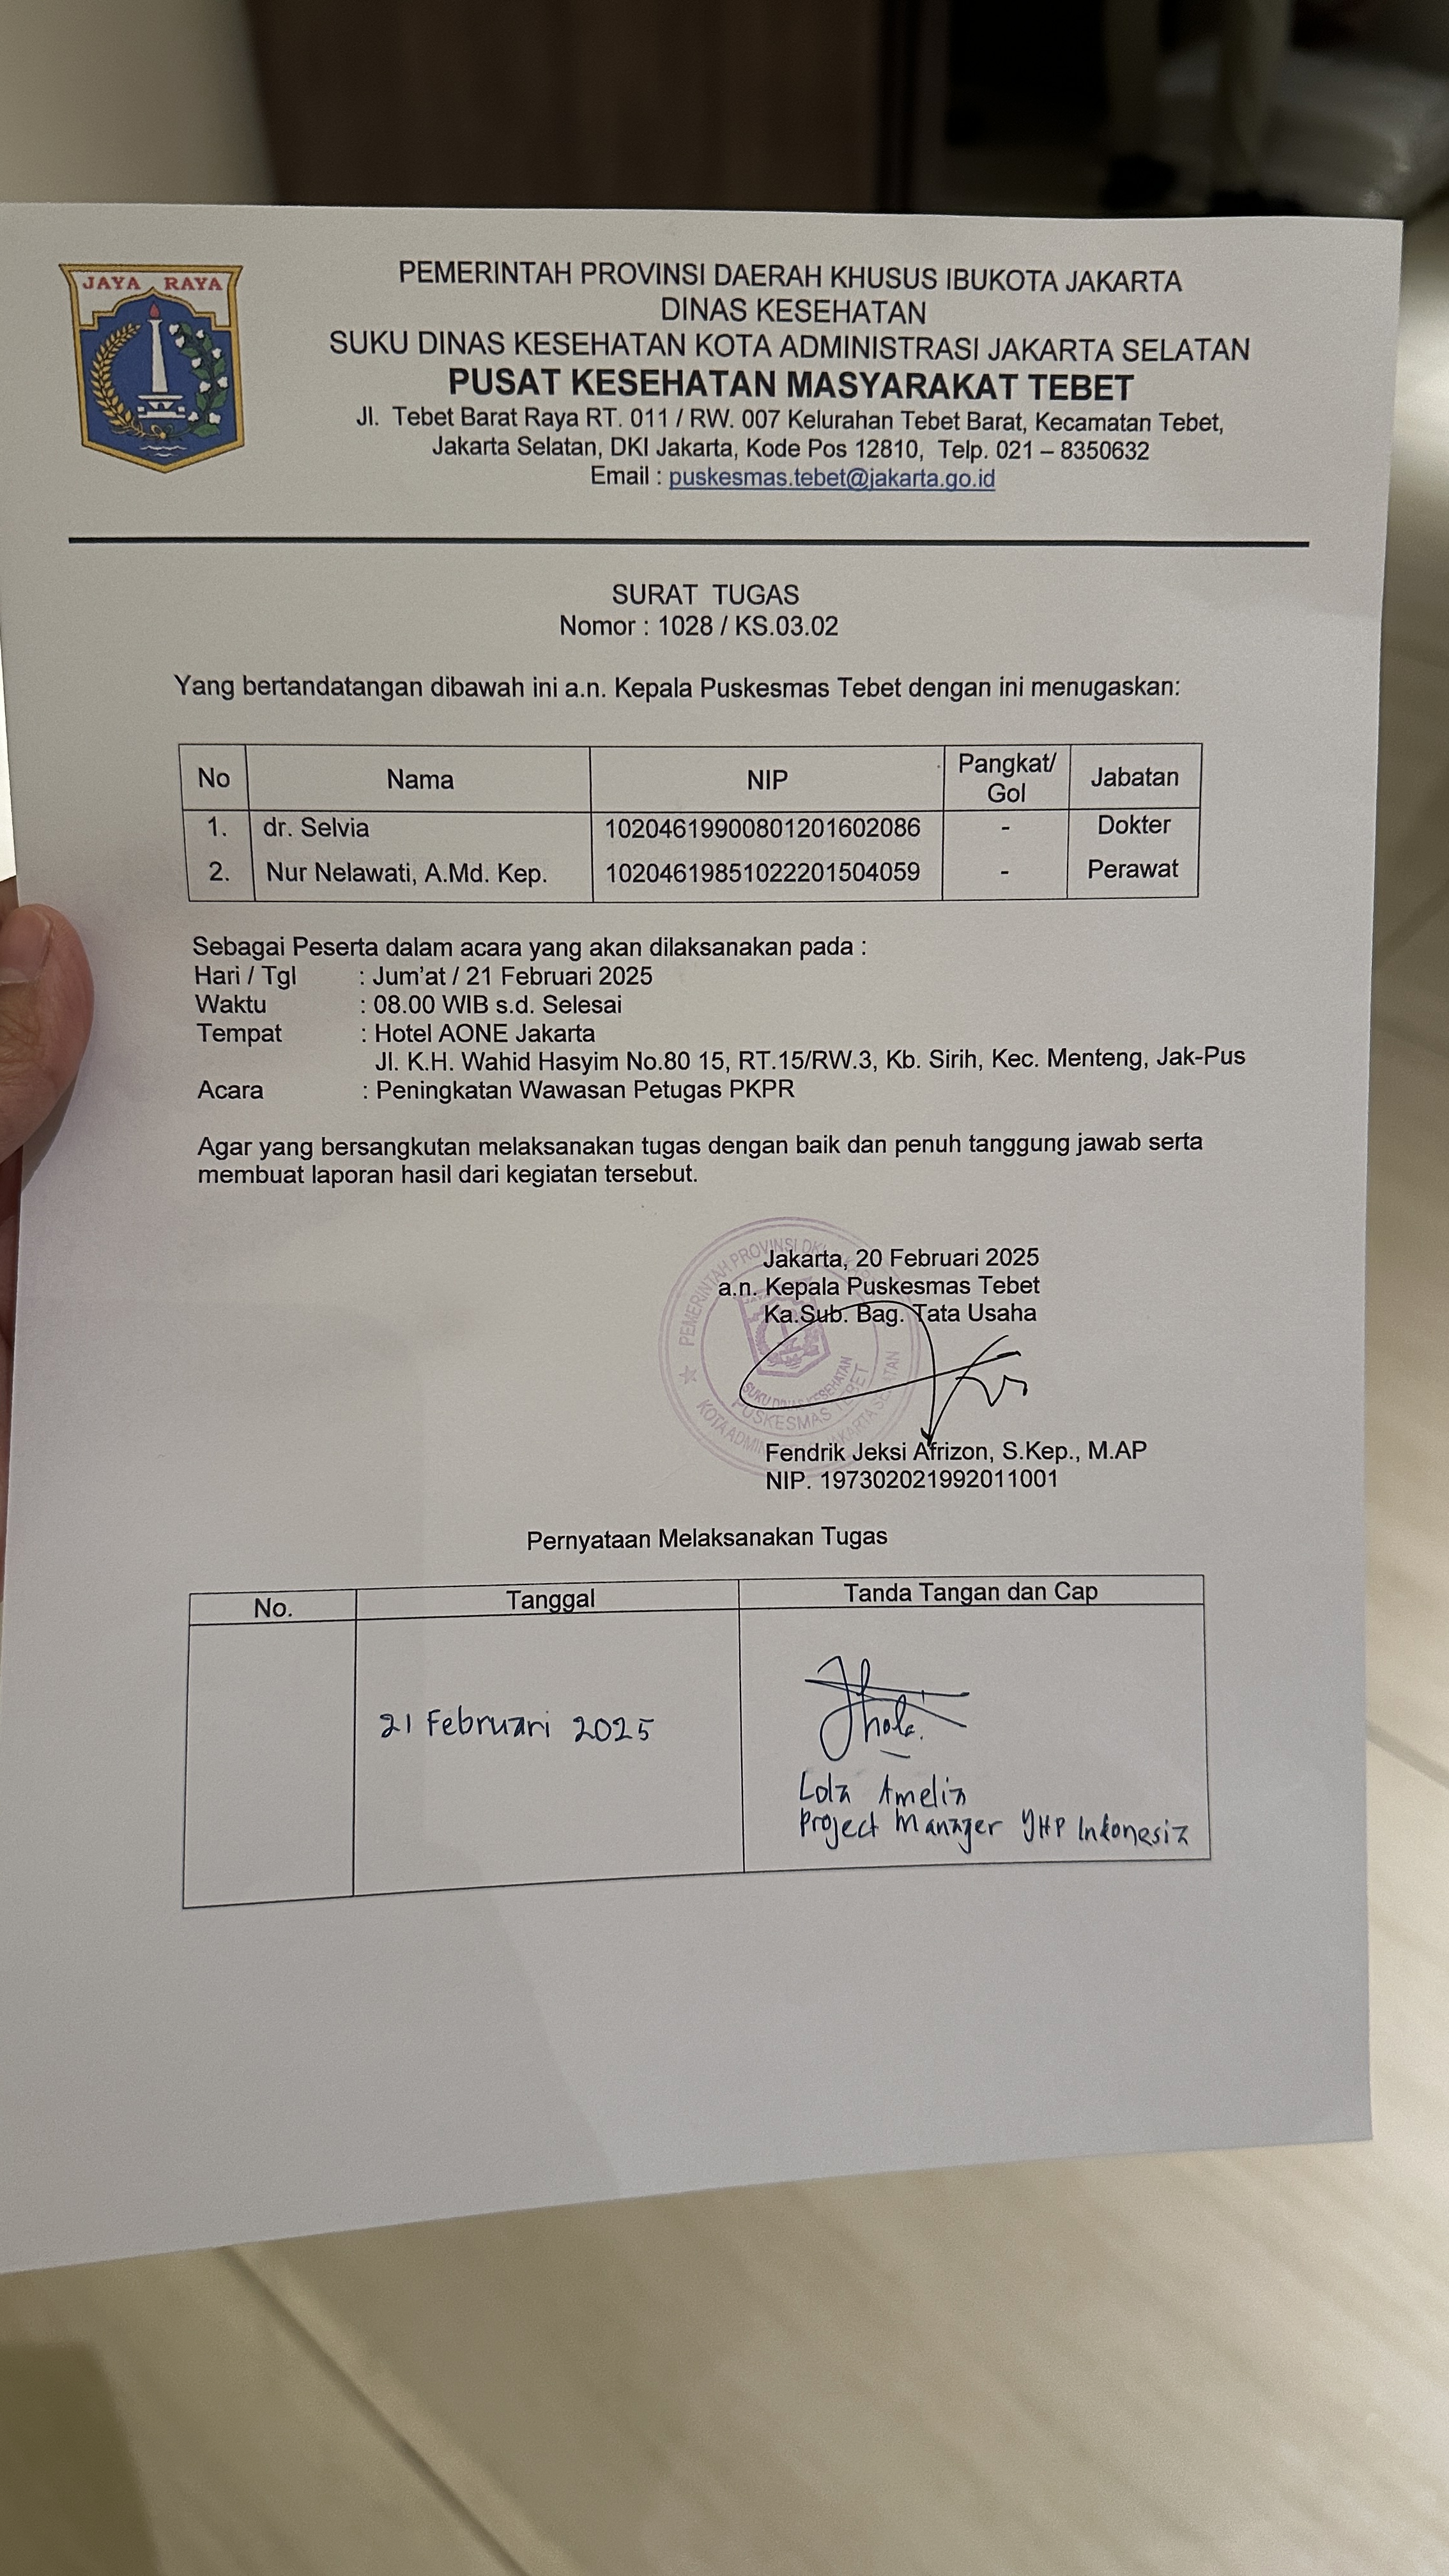 JAYA RAYA
PEMERINTAH PROVINSI DAERAH KHUSUS IBUKOTA JAKARTA
DINAS KESEHATAN
SUKU DINAS KESEHATAN KOTA ADMINISTRASI JAKARTA SELATAN
PUSAT KESEHATAN MASYARAKAT TEBET
Jl. Tebet Barat Raya RT. 011 / RW. 007 Kelurahan Tebet Barat, Kecamatan Tebet,
Jakarta Selatan, DKI Jakarta, Kode Pos 12810, Telp. 021 – 8350632
Email : puskesmas.tebet@jakarta.go.id
SURAT TUGAS
Nomor : 1028 / KS.03.02
Yang bertandatangan dibawah ini a.n. Kepala Puskesmas Tebet dengan ini menugaskan:
No Nama NIP Pangkat/ Gol Jabatan
1. dr. Selvia 10204619900801201602086 - Dokter
2. Nur Nelawati, A.Md. Kep. 10204619851022201504059 - Perawat
Sebagai Peserta dalam acara yang akan dilaksanakan pada :
Hari / Tgl : Jum'at / 21 Februari 2025
Waktu : 08.00 WIB s.d. Selesai
Tempat : Hotel AONE Jakarta
Jl. K.H. Wahid Hasyim No.80 15, RT.15/RW.3, Kb. Sirih, Kec. Menteng, Jak-Pus
Acara : Peningkatan Wawasan Petugas PKPR
Agar yang bersangkutan melaksanakan tugas dengan baik dan penuh tanggung jawab serta
membuat laporan hasil dari kegiatan tersebut.
Jakarta, 20 Februari 2025
a.n. Kepala Puskesmas Tebet
Ka.Sub. Bag. Tata Usaha
PEMERINTAH PROVINSI DKI
SUKU DINAS KESEHATAN
PUSKESMAS TEBET
Fendrik Jeksi Afrizon, S.Kep., M.AP
NIP. 197302021992011001
Pernyataan Melaksanakan Tugas
No. Tanggal Tanda Tangan dan Cap
21 Februari 2025
Lola Amelia
Project Manager YHP Indonesia